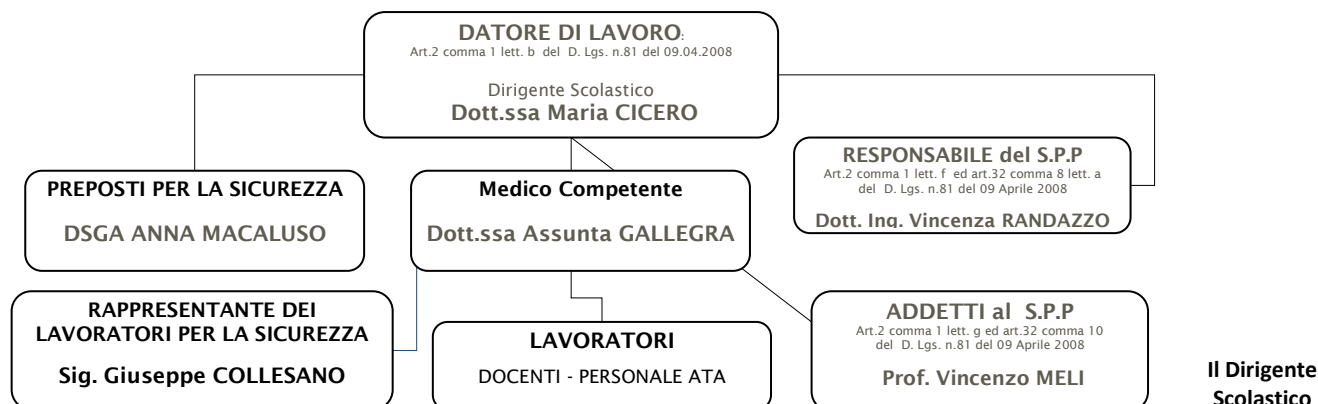 DATORE DI LAVORO:
Art.2 comma 1 lett. b del D. Lgs. n.81 del 09.04.2008
Dirigente Scolastico
Dott.ssa Maria CICERO
PREPOSTI PER LA SICUREZZA
DSGA ANNA MACALUSO
Medico Competente
Dott.ssa Assunta GALLEGRA
RESPONSABILE del S.P.P
Art.2 comma 1 lett. f ed art.32 comma 8 lett. a
del D. Lgs. n.81 del 09 Aprile 2008
Dott. Ing. Vincenza RANDAZZO
RAPPRESENTANTE DEI
LAVORATORI PER LA SICUREZZA
Sig. Giuseppe COLLESANO
LAVORATORI
DOCENTI - PERSONALE ATA
ADDETTI al S.P.P
Art.2 comma 1 lett. g ed art.32 comma 10
del D. Lgs. n.81 del 09 Aprile 2008
Prof. Vincenzo MELI
Il Dirigente
Scolastico